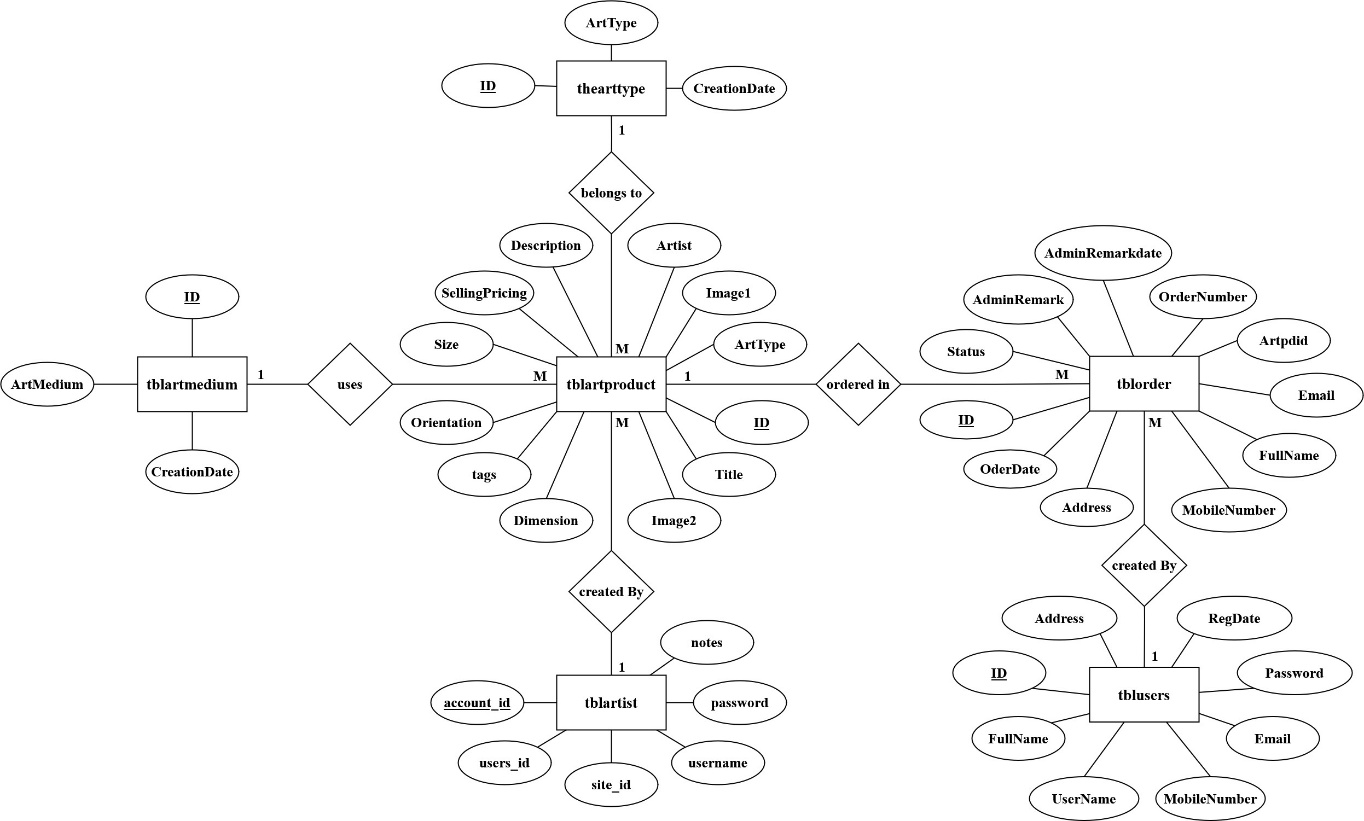 ArtType
ID
thearttype
CreationDate
1
belongs to
Description
Artist
SellingPricing
Image1
Size
ArtType
M
ID
ArtMedium
tblartmedium
CreationDate
1
uses
M
tblartproduct
1
ordered in
M
tblorder
Orientation
ID
tags
Title
Dimension
Image2
M
AdminRemarkdate
AdminRemark
OrderNumber
Status
Artpdid
Email
ID
FullName
OderDate
Address
MobileNumber
M
created By
1
created By
1
notes
account_id
tblartist
password
users_id
site_id
username
Address
RegDate
ID
tblusers
Password
FullName
Email
UserName
MobileNumber